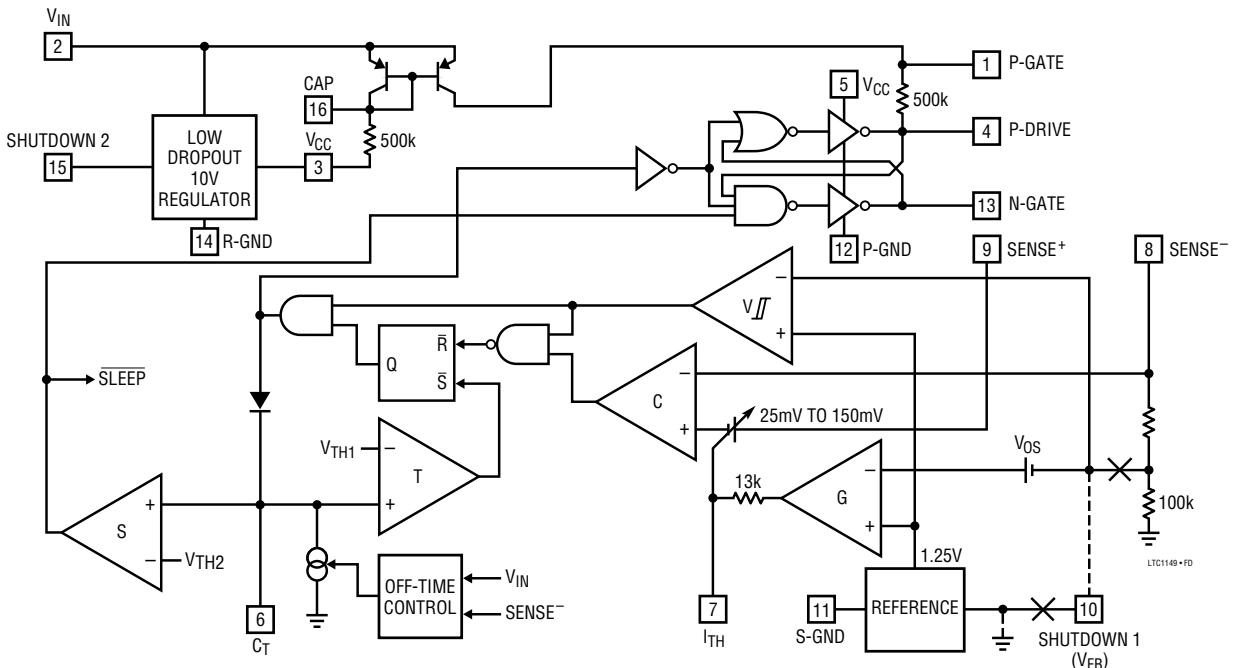 VIN
2
CAP
16
VCC
3
500k
SHUTDOWN 2
15
LOW
DROPOUT
10V
REGULATOR
14
R-GND
5
VCC
500k
1
P-GATE
4
P-DRIVE
13
N-GATE
12
P-GND
9
SENSE+
8
SENSE–
V
–
+
R̅
Q
S̅
C
–
+
SLEEP̅
25mV TO 150mV
VTH1
–
T
+
S
+
–
VTH2
13k
G
–
+
VOS
100k
1.25V
LTC1149 • FD
OFF-TIME
CONTROL
VIN
SENSE–
6
CT
7
ITH
11
S-GND
REFERENCE
10
SHUTDOWN 1
(VFB)